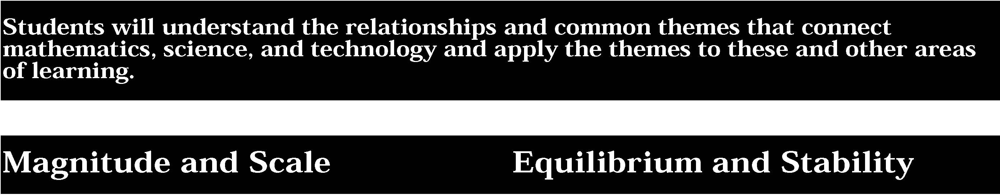 Students will understand the relationships and common themes that connect
mathematics, science, and technology and apply the themes to these and other areas
of learning.
Magnitude and Scale
Equilibrium and Stability